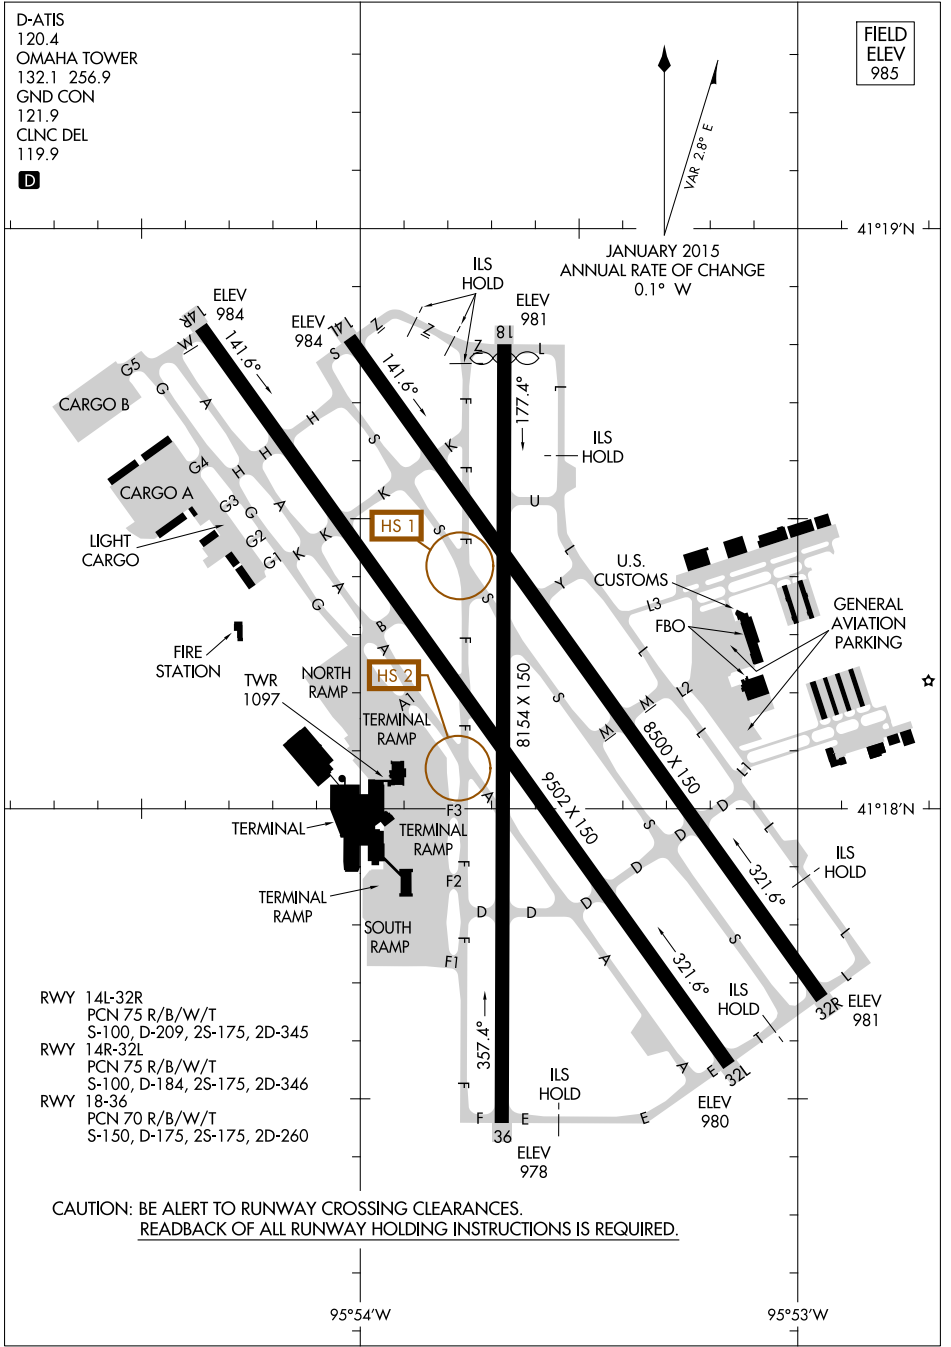 D-ATIS
120.4
OMAHA TOWER
132.1 256.9
GND CON
121.9
CLNC DEL
119.9
D
FIELD
ELEV
985
VAR 2.8° E
JANUARY 2015
ANNUAL RATE OF CHANGE
0.1° W
41°19'N
ILS
HOLD
ELEV
984
ELEV
984
ELEV
981
14R
14L
18
W
S
Z
Z
Z
L
141.6°
141.6°
177.4°
G5
G
A
CARGO B
H
H
H
S
K
F
F
L
ILS
HOLD
G4
CARGO A
G3
G
A
K
K
K
S
F
U
HS 1
LIGHT
CARGO
G2
G1
G
A
B
A
S
F
L
Y
L3
U.S.
CUSTOMS
FBO
GENERAL
AVIATION
PARKING
FIRE
STATION
TWR
1097
NORTH
RAMP
HS 2
A1
TERMINAL
RAMP
F
S
M
M
L
L2
L
L1
8154 X 150
8500 X 150
9502 X 150
41°18'N
TERMINAL
TERMINAL
RAMP
F3
A
F
F2
S
D
D
L
D
D
D
D
TERMINAL
RAMP
SOUTH
RAMP
F
F1
A
S
321.6°
321.6°
ILS
HOLD
L
L
32R
ELEV
981
ILS
HOLD
T
357.4°
ILS
HOLD
F
F
E
E
A
E
32L
ELEV
980
36
ELEV
978
RWY 14L-32R
PCN 75 R/B/W/T
S-100, D-209, 2S-175, 2D-345
RWY 14R-32L
PCN 75 R/B/W/T
S-100, D-184, 2S-175, 2D-346
RWY 18-36
PCN 70 R/B/W/T
S-150, D-175, 2S-175, 2D-260
CAUTION: BE ALERT TO RUNWAY CROSSING CLEARANCES.
READBACK OF ALL RUNWAY HOLDING INSTRUCTIONS IS REQUIRED.
95°54'W
95°53'W